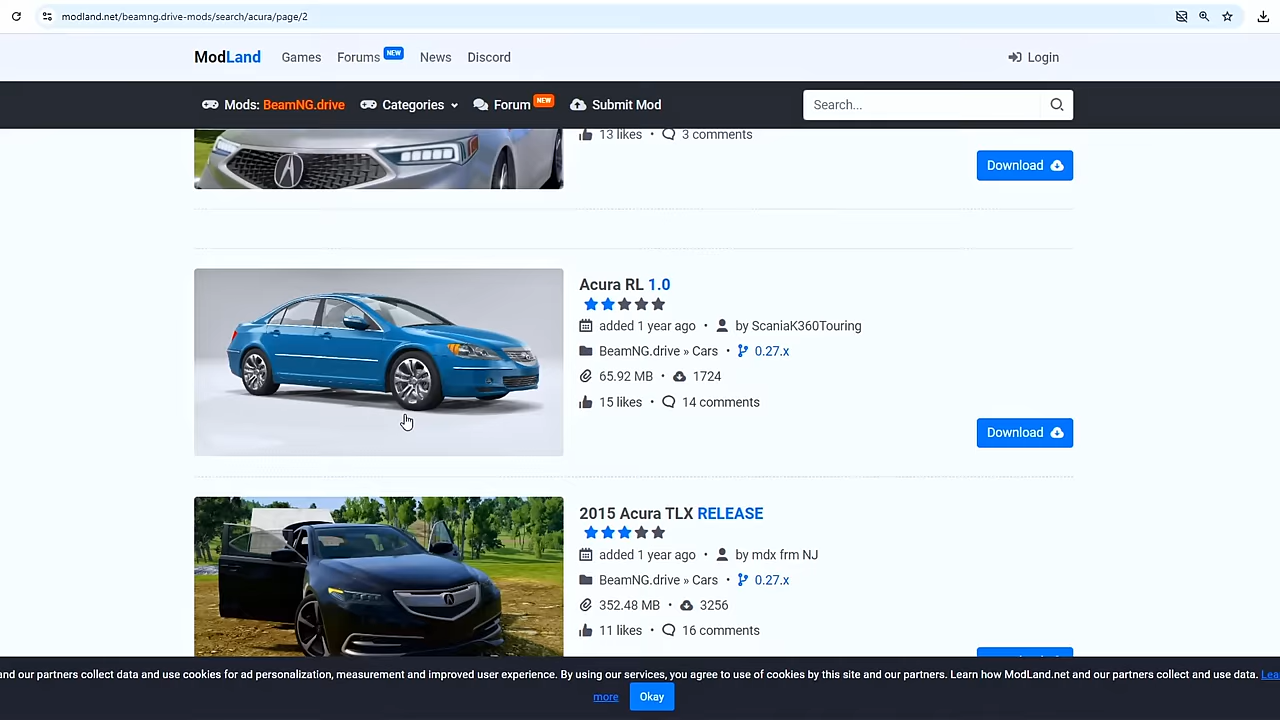 modland.net/beamng.drive-mods/search/acura/page/2
ModLand Games Forums NEW News Discord Login
Mods: BeamNG.drive Categories Forum NEW Submit Mod Search...
13 likes • 3 comments
Download
Acura RL 1.0
added 1 year ago • by ScaniaK360Touring
BeamNG.drive » Cars • 0.27.x
65.92 MB • 1724
15 likes • 14 comments
Download
2015 Acura TLX RELEASE
added 1 year ago • by mdx frm NJ
BeamNG.drive » Cars • 0.27.x
352.48 MB • 3256
11 likes • 16 comments
and our partners collect data and use cookies for ad personalization, measurement and improved user experience. By using our services, you agree to use of cookies by this site and our partners. Learn how ModLand.net and our partners collect and use data. Lea
more Okay